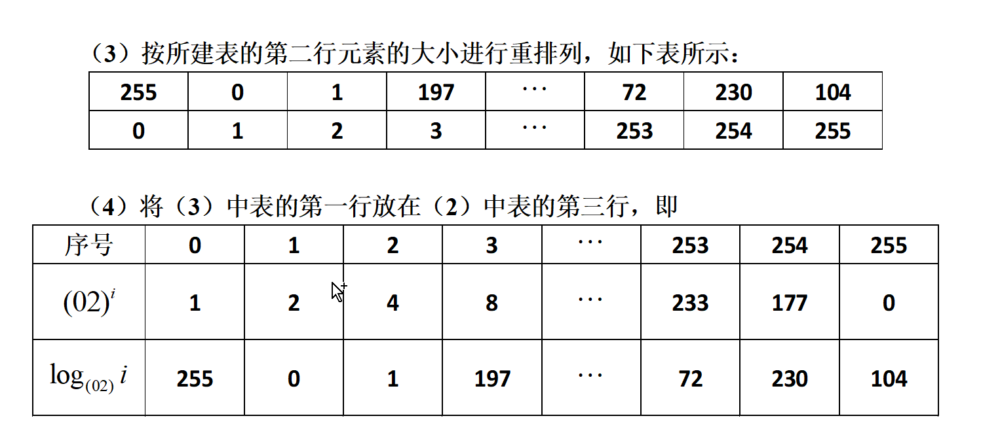 （3）按所建表的第二行元素的大小进行重排列，如下表所示：
255 0 1 197 ··· 72 230 104
0 1 2 3 ··· 253 254 255
（4）将（3）中表的第一行放在（2）中表的第三行，即
序号 0 1 2 3 ··· 253 254 255
(02)^i 1 2 4 8 ··· 233 177 0
log_(02) i 255 0 1 197 ··· 72 230 104